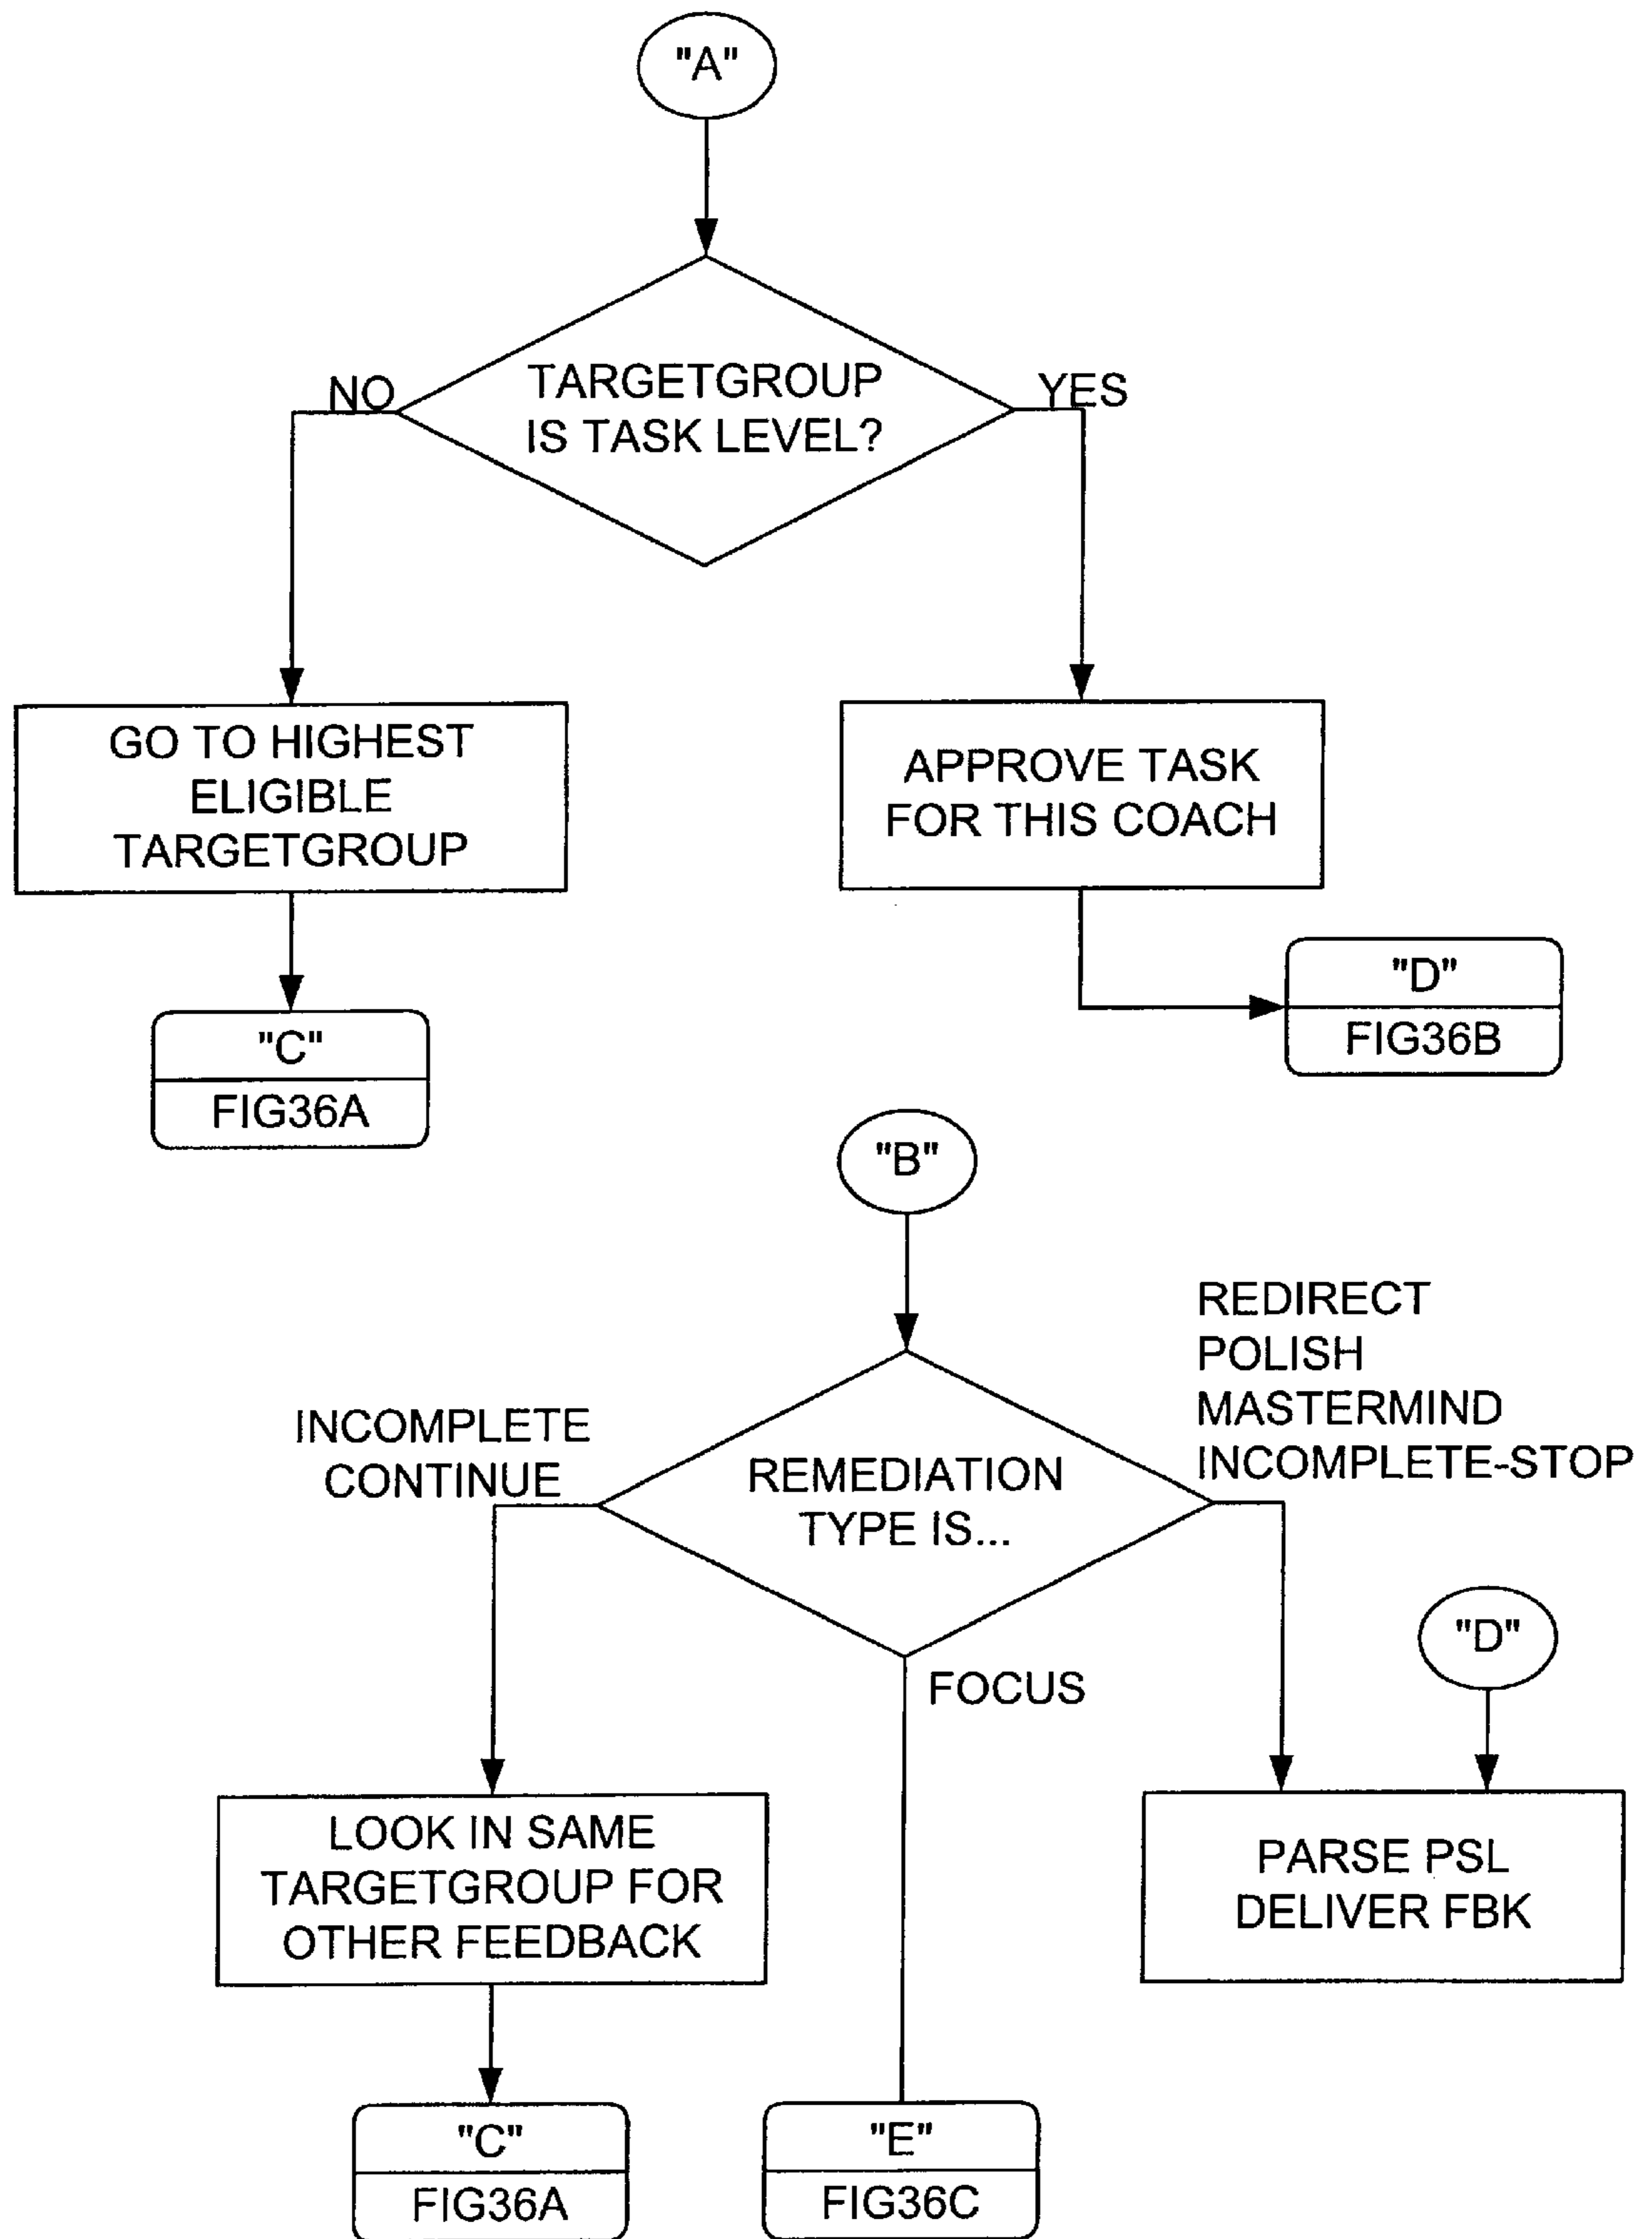 "A"
TARGETGROUP
IS TASK LEVEL?
NO
YES
GO TO HIGHEST
ELIGIBLE
TARGETGROUP
APPROVE TASK
FOR THIS COACH
"D"
FIG36B
"C"
FIG36A
"B"
REDIRECT
POLISH
MASTERMIND
INCOMPLETE-STOP
INCOMPLETE
CONTINUE
REMEDIATION
TYPE IS...
"D"
FOCUS
LOOK IN SAME
TARGETGROUP FOR
OTHER FEEDBACK
PARSE PSL
DELIVER FBK
"C"
FIG36A
"E"
FIG36C